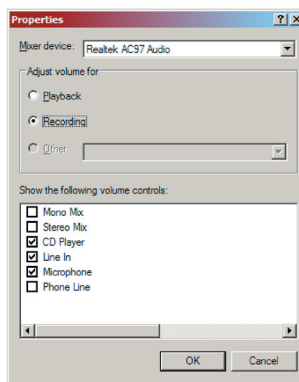 Properties
Mixer device: Realtek AC97 Audio
Adjust volume for
Playback
Recording
Other
Show the following volume controls:
Mono Mix
Stereo Mix
CD Player
Line In
Microphone
Phone Line
OK Cancel